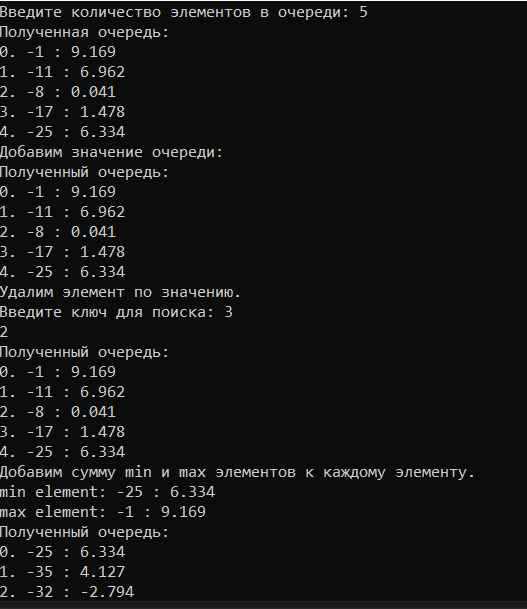 Введите количество элементов в очереди: 5
Полученная очередь:
0. -1 : 9.169
1. -11 : 6.962
2. -8 : 0.041
3. -17 : 1.478
4. -25 : 6.334
Добавим значение очереди:
Полученный очередь:
0. -1 : 9.169
1. -11 : 6.962
2. -8 : 0.041
3. -17 : 1.478
4. -25 : 6.334
Удалим элемент по значению.
Введите ключ для поиска: 3
2
Полученный очередь:
0. -1 : 9.169
1. -11 : 6.962
2. -8 : 0.041
3. -17 : 1.478
4. -25 : 6.334
Добавим сумму min и max элементов к каждому элементу.
min element: -25 : 6.334
max element: -1 : 9.169
Полученный очередь:
0. -25 : 6.334
1. -35 : 4.127
2. -32 : -2.794